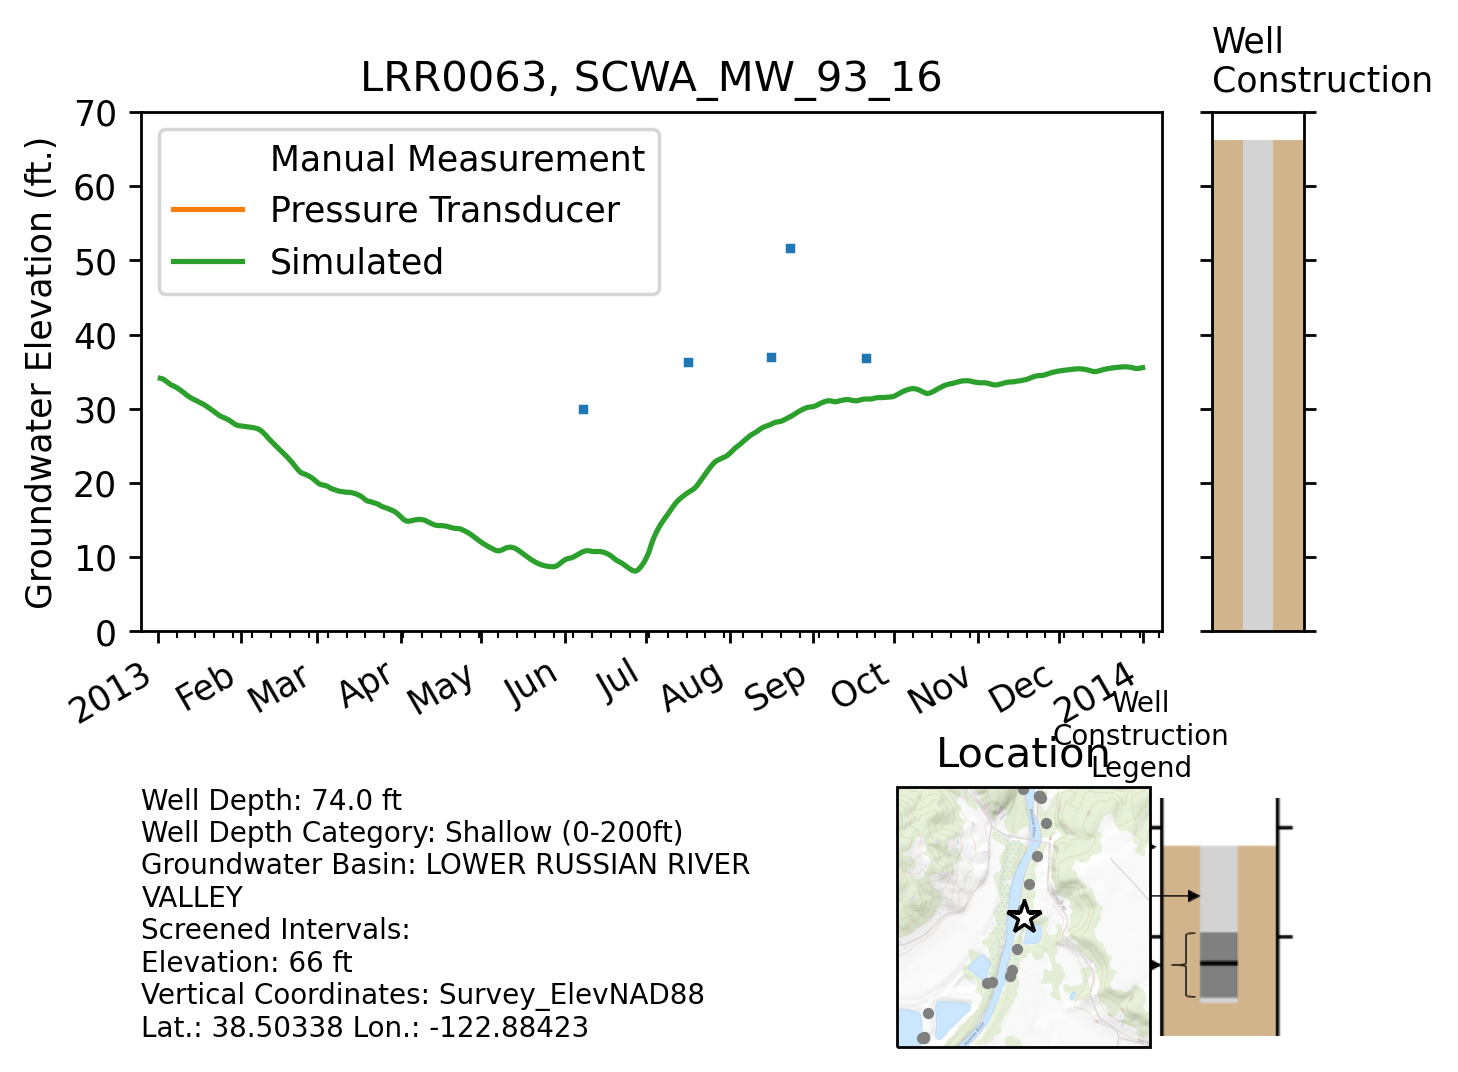 Well
Construction
LRR0063, SCWA_MW_93_16
Groundwater Elevation (ft.)
70
60
50
40
30
20
10
0
Manual Measurement
Pressure Transducer
Simulated
2013 Feb Mar Apr May Jun Jul Aug Sep Oct Nov Dec 2014
Well
Construction
Legend
Location
Well Depth: 74.0 ft
Well Depth Category: Shallow (0-200ft)
Groundwater Basin: LOWER RUSSIAN RIVER
VALLEY
Screened Intervals:
Elevation: 66 ft
Vertical Coordinates: Survey_ElevNAD88
Lat.: 38.50338 Lon.: -122.88423